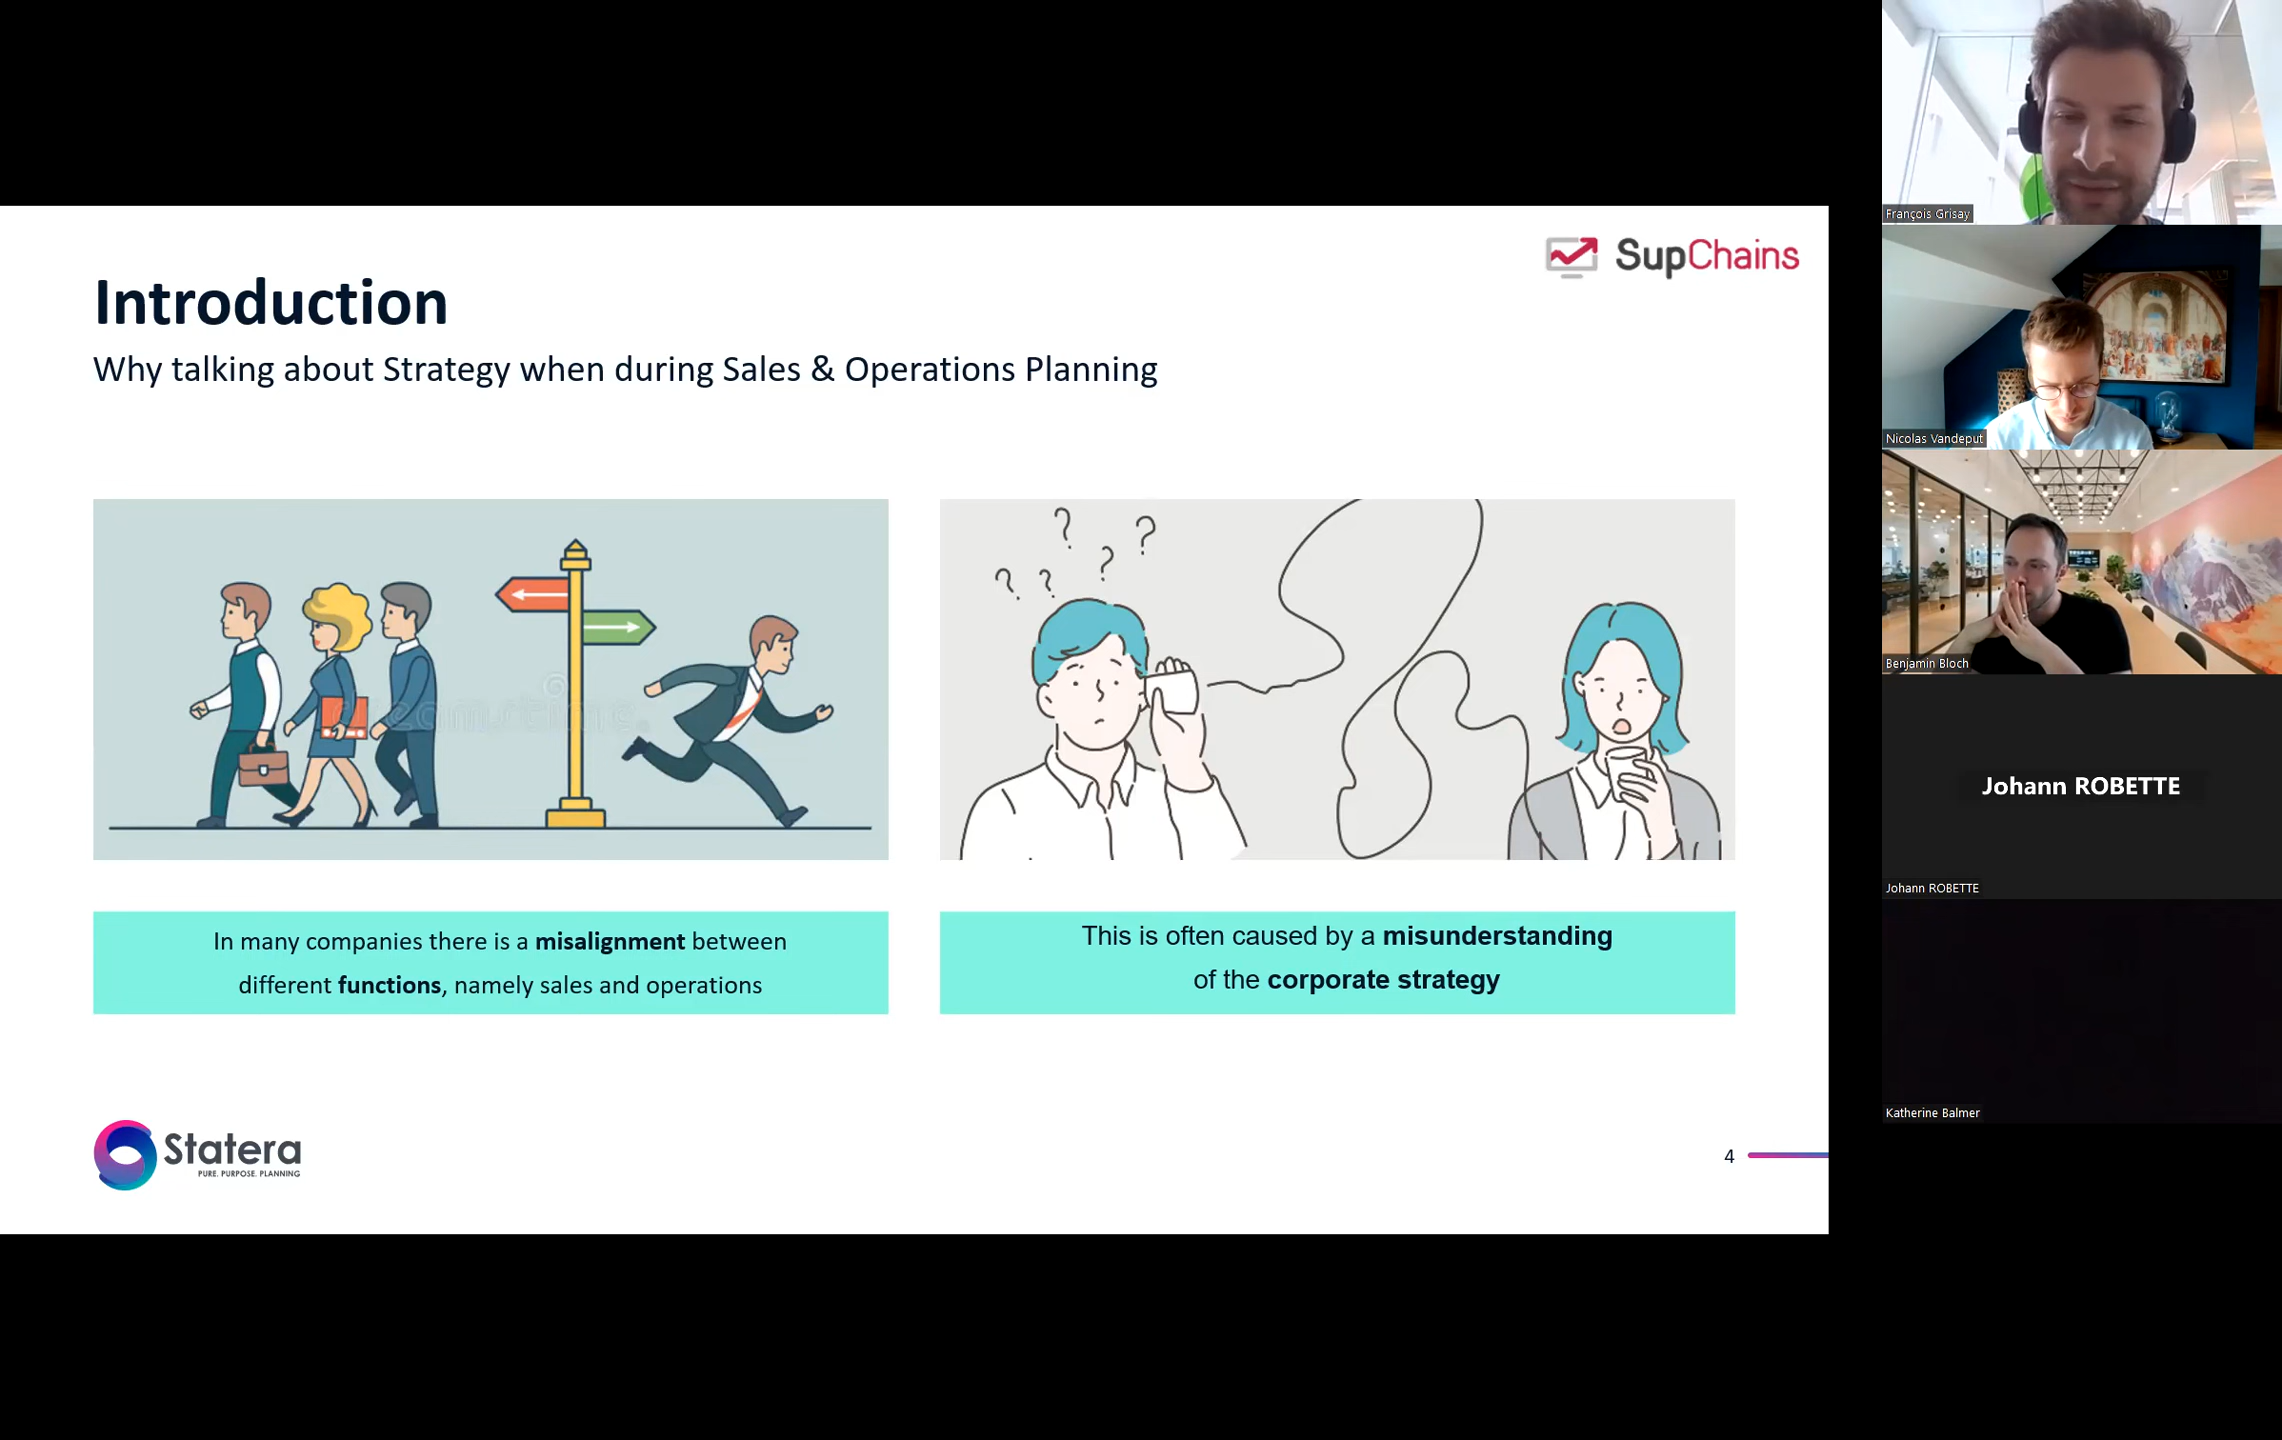 SupChains
Introduction
Why talking about Strategy when during Sales & Operations Planning
In many companies there is a misalignment between
different functions, namely sales and operations
This is often caused by a misunderstanding
of the corporate strategy
Statera
PURE. PURPOSE. PLANNING
4
François Grisay
Nicolas Vandeput
Benjamin Bloch
Johann ROBETTE
Johann ROBETTE
Katherine Balmer